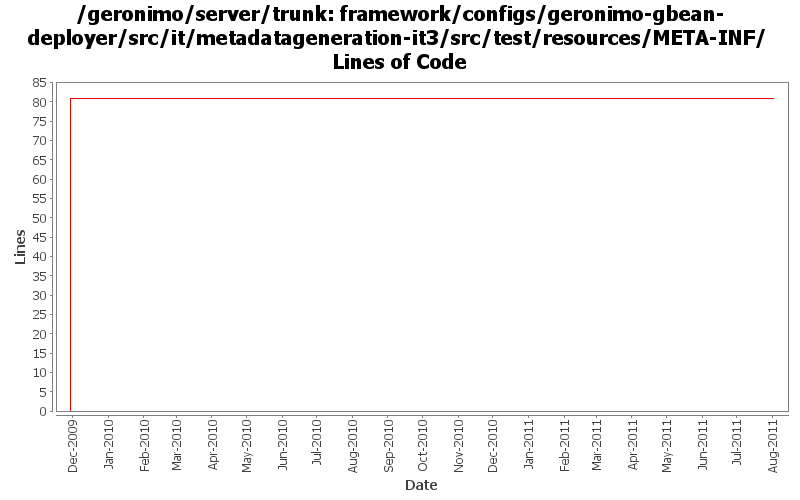 /geronimo/server/trunk: framework/configs/geronimo-gbean-
deployer/src/it/metadatageneration-it3/src/test/resources/META-INF/
Lines of Code
85
80
75
70
65
60
55
50
45
40
35
30
25
20
15
10
5
0
Lines
Dec-2009
Jan-2010
Feb-2010
Mar-2010
Apr-2010
May-2010
Jun-2010
Jul-2010
Aug-2010
Sep-2010
Oct-2010
Nov-2010
Dec-2010
Jan-2011
Feb-2011
Mar-2011
Apr-2011
May-2011
Jun-2011
Jul-2011
Aug-2011
Date